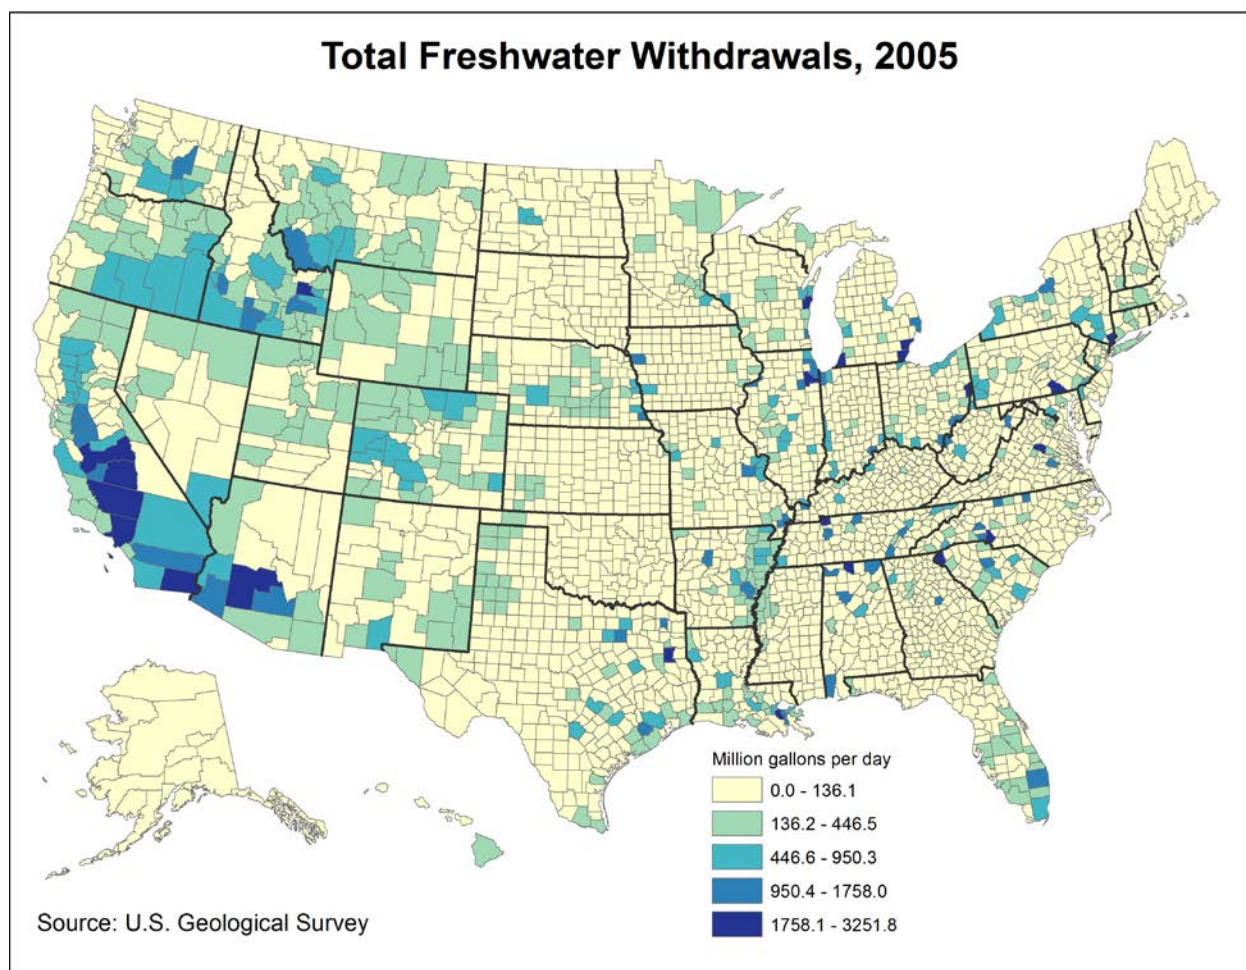 Total Freshwater Withdrawals, 2005
Million gallons per day
0.0 - 136.1
136.2 - 446.5
446.6 - 950.3
950.4 - 1758.0
1758.1 - 3251.8
Source: U.S. Geological Survey